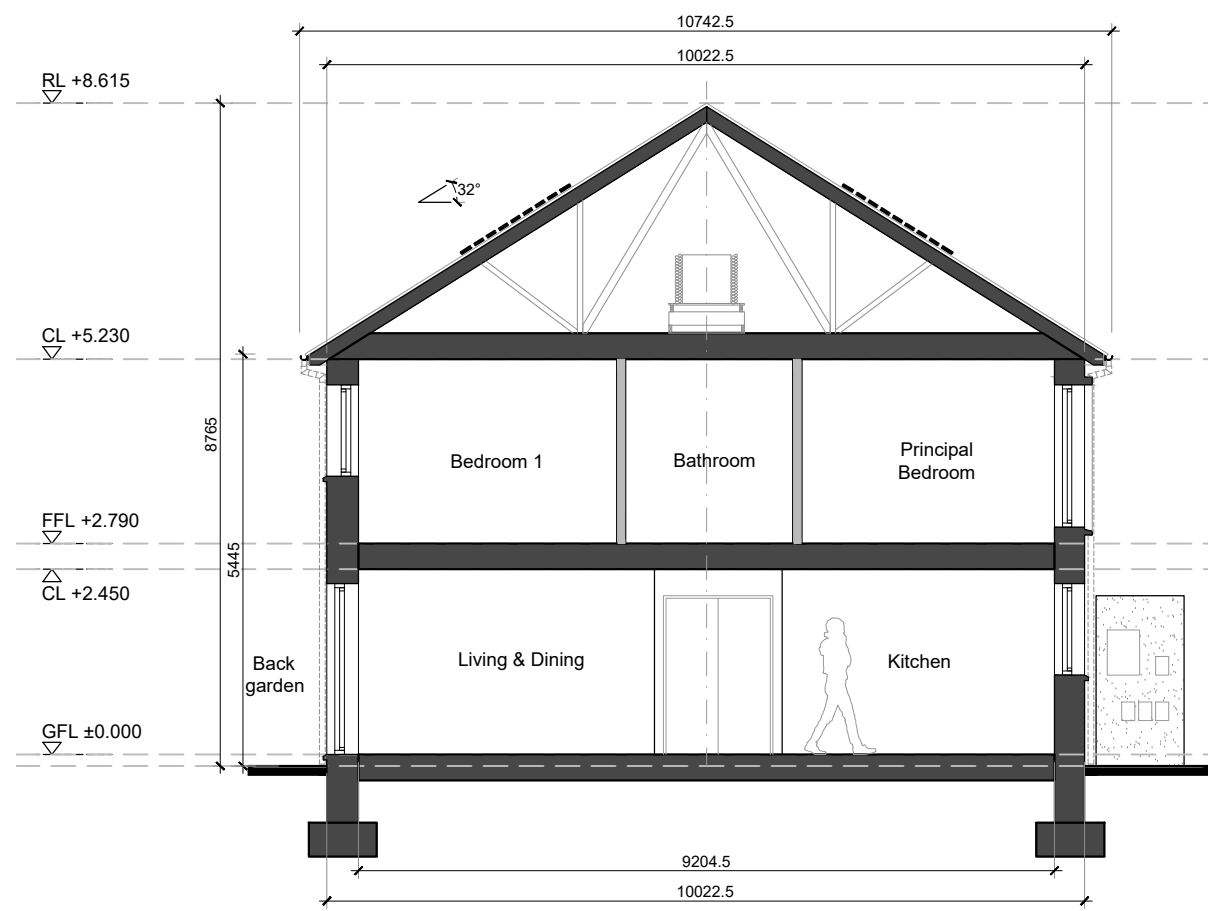 10742.5
10022.5
RL +8.615
32°
CL +5.230
8765
Bedroom 1
Bathroom
Principal
Bedroom
FFL +2.790
5445
CL +2.450
Back
garden
Living & Dining
Kitchen
GFL ±0.000
9204.5
10022.5